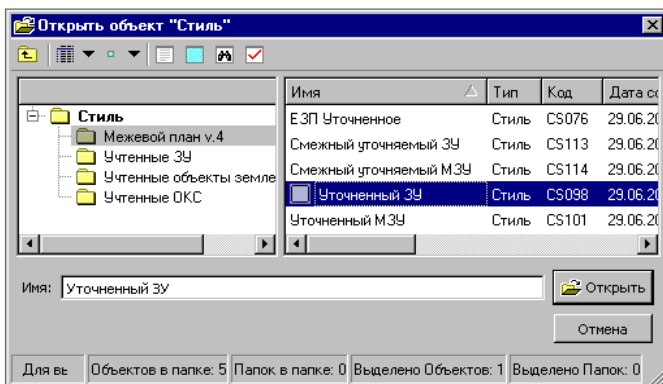 Открыть объект "Стиль"
Имя Тип Код Дата со
Стиль
Межевой план v.4
Учтенные ЗУ
Учтенные объекты земле
Учтенные ОКС
ЕЗП Уточненное Стиль CS076 29.06.20
Смежный уточняемый ЗУ Стиль CS113 29.06.20
Смежный уточняемый МЗУ Стиль CS114 29.06.20
Уточненный ЗУ Стиль CS098 29.06.20
Уточненный МЗУ Стиль CS101 29.06.20
Имя: Уточненный ЗУ Открыть
Отмена
Для вы Объектов в папке: 5 Папок в папке: 0 Выделено Объектов: 1 Выделено Папок: 0